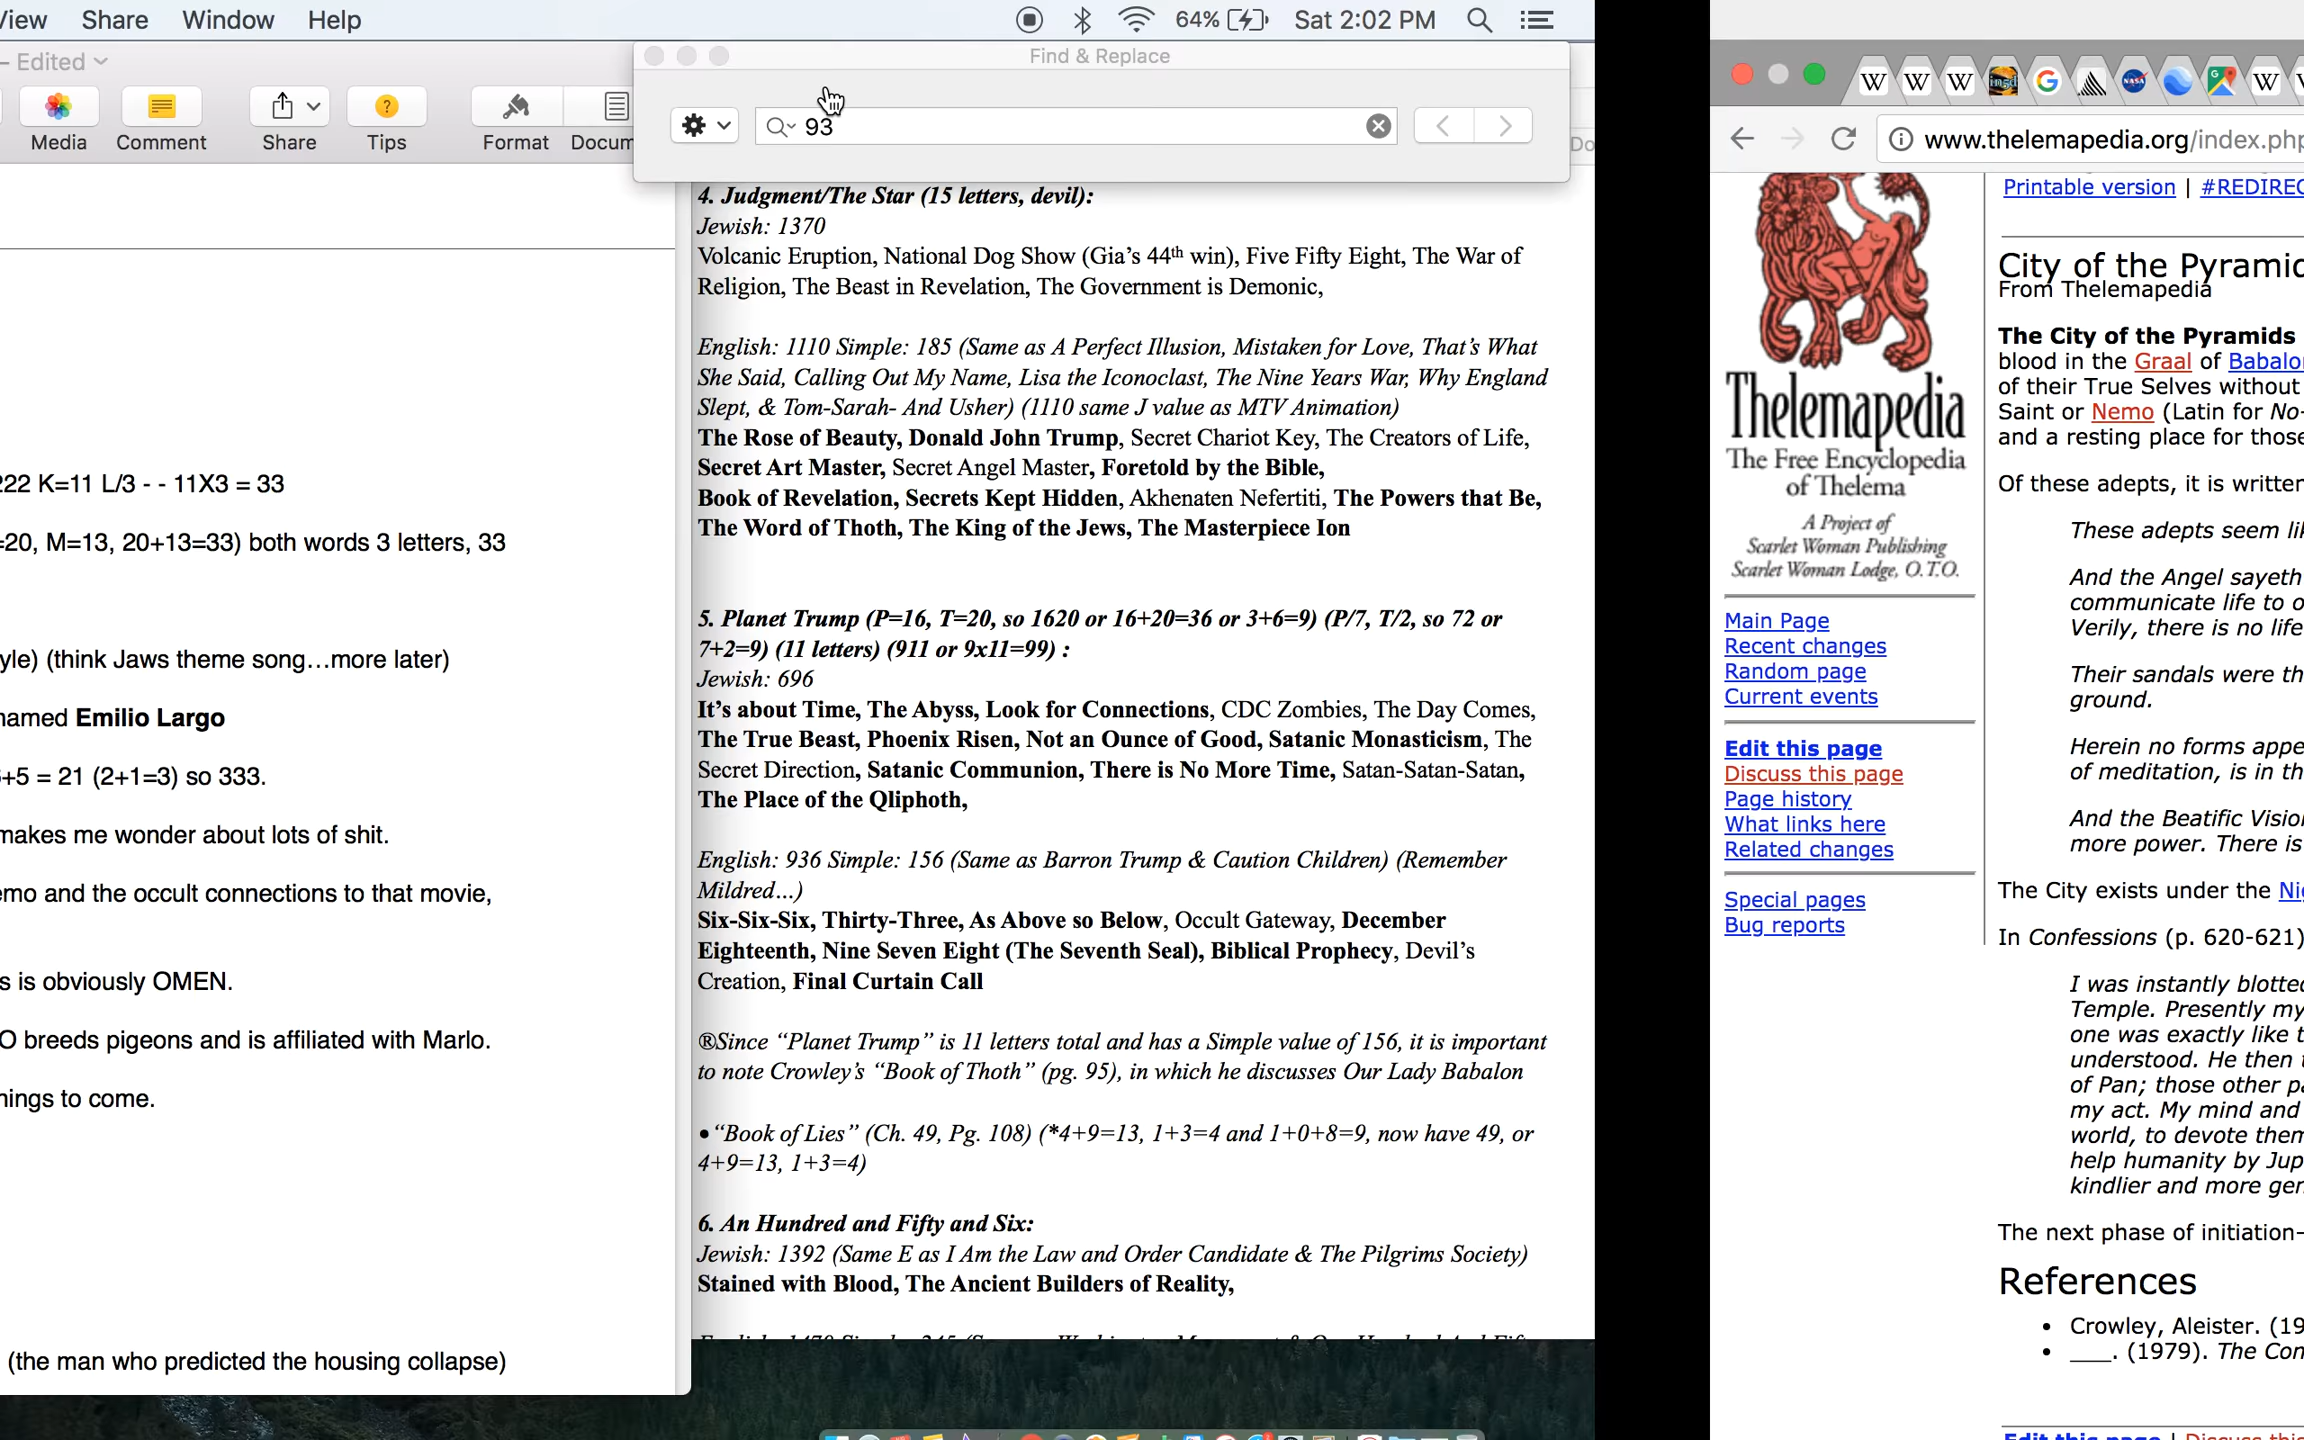 View Share Window Help
64% Sat 2:02 PM
– Edited
Find & Replace
Media Comment Share Tips Format Docum
93
Do
222 K=11 L/3 - - 11X3 = 33
=20, M=13, 20+13=33) both words 3 letters, 33
yle) (think Jaws theme song…more later)
named Emilio Largo
+5 = 21 (2+1=3) so 333.
makes me wonder about lots of shit.
emo and the occult connections to that movie,
s is obviously OMEN.
O breeds pigeons and is affiliated with Marlo.
hings to come.
(the man who predicted the housing collapse)
4. Judgment/The Star (15 letters, devil):
Jewish: 1370
Volcanic Eruption, National Dog Show (Gia's 44th win), Five Fifty Eight, The War of
Religion, The Beast in Revelation, The Government is Demonic,
English: 1110 Simple: 185 (Same as A Perfect Illusion, Mistaken for Love, That's What
She Said, Calling Out My Name, Lisa the Iconoclast, The Nine Years War, Why England
Slept, & Tom-Sarah- And Usher) (1110 same J value as MTV Animation)
The Rose of Beauty, Donald John Trump, Secret Chariot Key, The Creators of Life,
Secret Art Master, Secret Angel Master, Foretold by the Bible,
Book of Revelation, Secrets Kept Hidden, Akhenaten Nefertiti, The Powers that Be,
The Word of Thoth, The King of the Jews, The Masterpiece Ion
5. Planet Trump (P=16, T=20, so 1620 or 16+20=36 or 3+6=9) (P/7, T/2, so 72 or
7+2=9) (11 letters) (911 or 9x11=99) :
Jewish: 696
It's about Time, The Abyss, Look for Connections, CDC Zombies, The Day Comes,
The True Beast, Phoenix Risen, Not an Ounce of Good, Satanic Monasticism, The
Secret Direction, Satanic Communion, There is No More Time, Satan-Satan-Satan,
The Place of the Qliphoth,
English: 936 Simple: 156 (Same as Barron Trump & Caution Children) (Remember
Mildred…)
Six-Six-Six, Thirty-Three, As Above so Below, Occult Gateway, December
Eighteenth, Nine Seven Eight (The Seventh Seal), Biblical Prophecy, Devil's
Creation, Final Curtain Call
®Since “Planet Trump” is 11 letters total and has a Simple value of 156, it is important
to note Crowley's “Book of Thoth” (pg. 95), in which he discusses Our Lady Babalon
•“Book of Lies” (Ch. 49, Pg. 108) (*4+9=13, 1+3=4 and 1+0+8=9, now have 49, or
4+9=13, 1+3=4)
6. An Hundred and Fifty and Six:
Jewish: 1392 (Same E as I Am the Law and Order Candidate & The Pilgrims Society)
Stained with Blood, The Ancient Builders of Reality,
www.thelemapedia.org/index.php
Thelemapedia
The Free Encyclopedia
of Thelema
A Project of
Scarlet Woman Publishing
Scarlet Woman Lodge, O.T.O.
Main Page
Recent changes
Random page
Current events
Edit this page
Discuss this page
Page history
What links here
Related changes
Special pages
Bug reports
Printable version | #REDIREC
City of the Pyramid
From Thelemapedia
The City of the Pyramids
blood in the Graal of Babalo
of their True Selves without
Saint or Nemo (Latin for No-
and a resting place for those
Of these adepts, it is written
These adepts seem lik
And the Angel sayeth
communicate life to o
Verily, there is no life
Their sandals were th
ground.
Herein no forms appe
of meditation, is in th
And the Beatific Vision
more power. There is
The City exists under the Nig
In Confessions (p. 620-621)
I was instantly blotted
Temple. Presently my
one was exactly like t
understood. He then t
of Pan; those other pa
my act. My mind and
world, to devote them
help humanity by Jup
kindlier and more gen
The next phase of initiation-
References
• Crowley, Aleister. (19
• ___. (1979). The Con
Edit this page | Discuss this